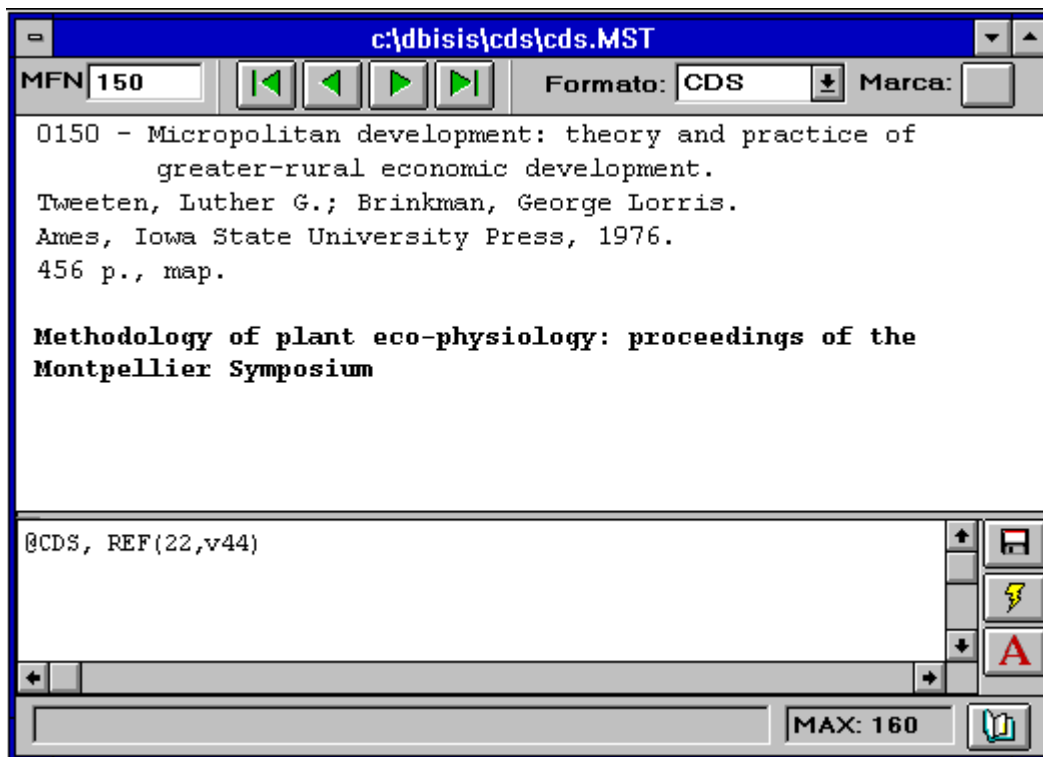 c:\dbisis\cds\cds.MST
MFN 150 Formato: CDS Marca:
0150 - Micropolitan development: theory and practice of
greater-rural economic development.
Tweeten, Luther G.; Brinkman, George Lorris.
Ames, Iowa State University Press, 1976.
456 p., map.
Methodology of plant eco-physiology: proceedings of the
Montpellier Symposium
@CDS, REF(22,v44)
A
MAX: 160